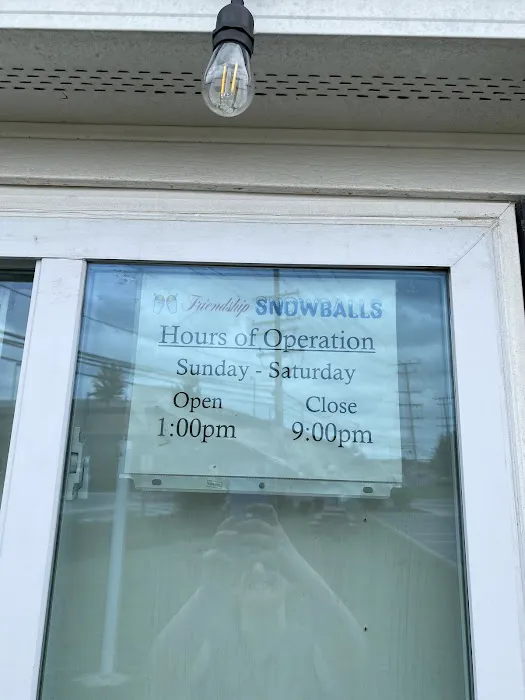 Friendship SNOWBALLS
Hours of Operation
Sunday - Saturday
Open Close
1:00pm 9:00pm